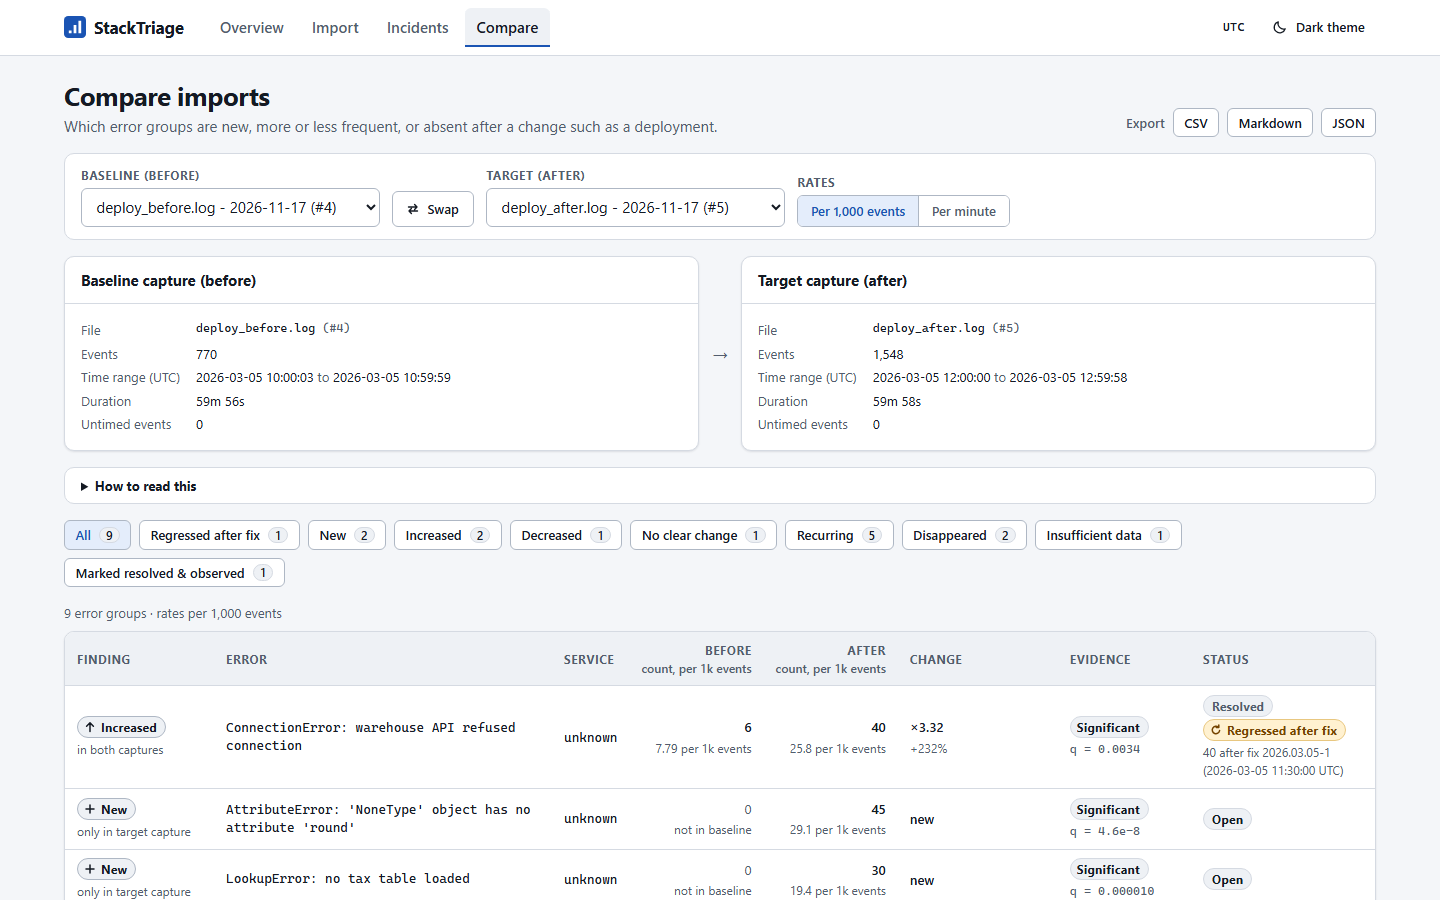 StackTriage
Overview
Import
Incidents
Compare
UTC
Dark theme
Compare imports
Which error groups are new, more or less frequent, or absent after a change such as a deployment.
Export
CSV
Markdown
JSON
BASELINE (BEFORE)
deploy_before.log - 2026-11-17 (#4)
⇄ Swap
TARGET (AFTER)
deploy_after.log - 2026-11-17 (#5)
RATES
Per 1,000 events
Per minute
Baseline capture (before)
File deploy_before.log (#4)
Events 770
Time range (UTC) 2026-03-05 10:00:03 to 2026-03-05 10:59:59
Duration 59m 56s
Untimed events 0
→
Target capture (after)
File deploy_after.log (#5)
Events 1,548
Time range (UTC) 2026-03-05 12:00:00 to 2026-03-05 12:59:58
Duration 59m 58s
Untimed events 0
How to read this
All 9
Regressed after fix 1
New 2
Increased 2
Decreased 1
No clear change 1
Recurring 5
Disappeared 2
Insufficient data 1
Marked resolved & observed 1
9 error groups · rates per 1,000 events
FINDING
ERROR
SERVICE
BEFORE
count, per 1k events
AFTER
count, per 1k events
CHANGE
EVIDENCE
STATUS
↑ Increased
in both captures
ConnectionError: warehouse API refused
connection
unknown
6
7.79 per 1k events
40
25.8 per 1k events
×3.32
+232%
Significant
q = 0.0034
Resolved
Regressed after fix
40 after fix 2026.03.05-1
(2026-03-05 11:30:00 UTC)
+ New
only in target capture
AttributeError: 'NoneType' object has no
attribute 'round'
unknown
0
not in baseline
45
29.1 per 1k events
new
Significant
q = 4.6e−8
Open
+ New
only in target capture
LookupError: no tax table loaded
unknown
0
not in baseline
30
19.4 per 1k events
new
Significant
q = 0.000010
Open